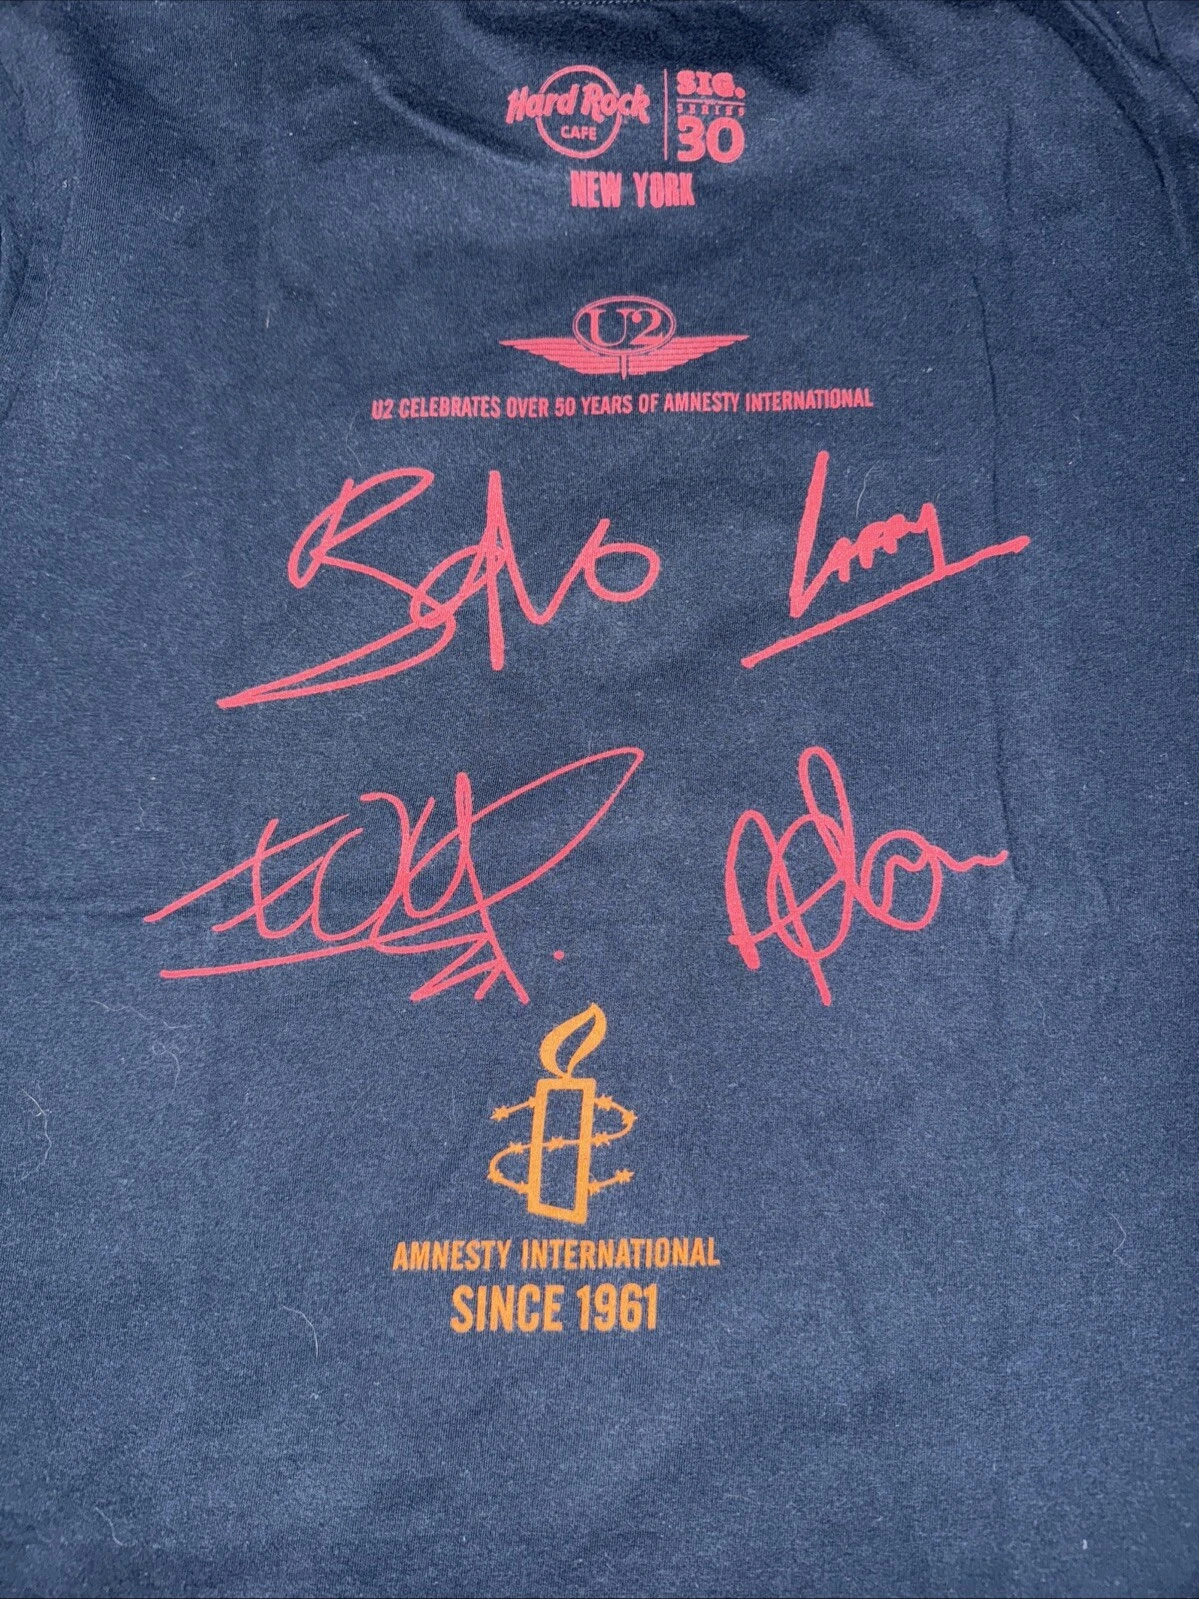 Hard Rock
CAFE
SIG.
SERIES
30
NEW YORK
U2
U2 CELEBRATES OVER 50 YEARS OF AMNESTY INTERNATIONAL
Bono
Larry
Edge
Adam
AMNESTY INTERNATIONAL
SINCE 1961